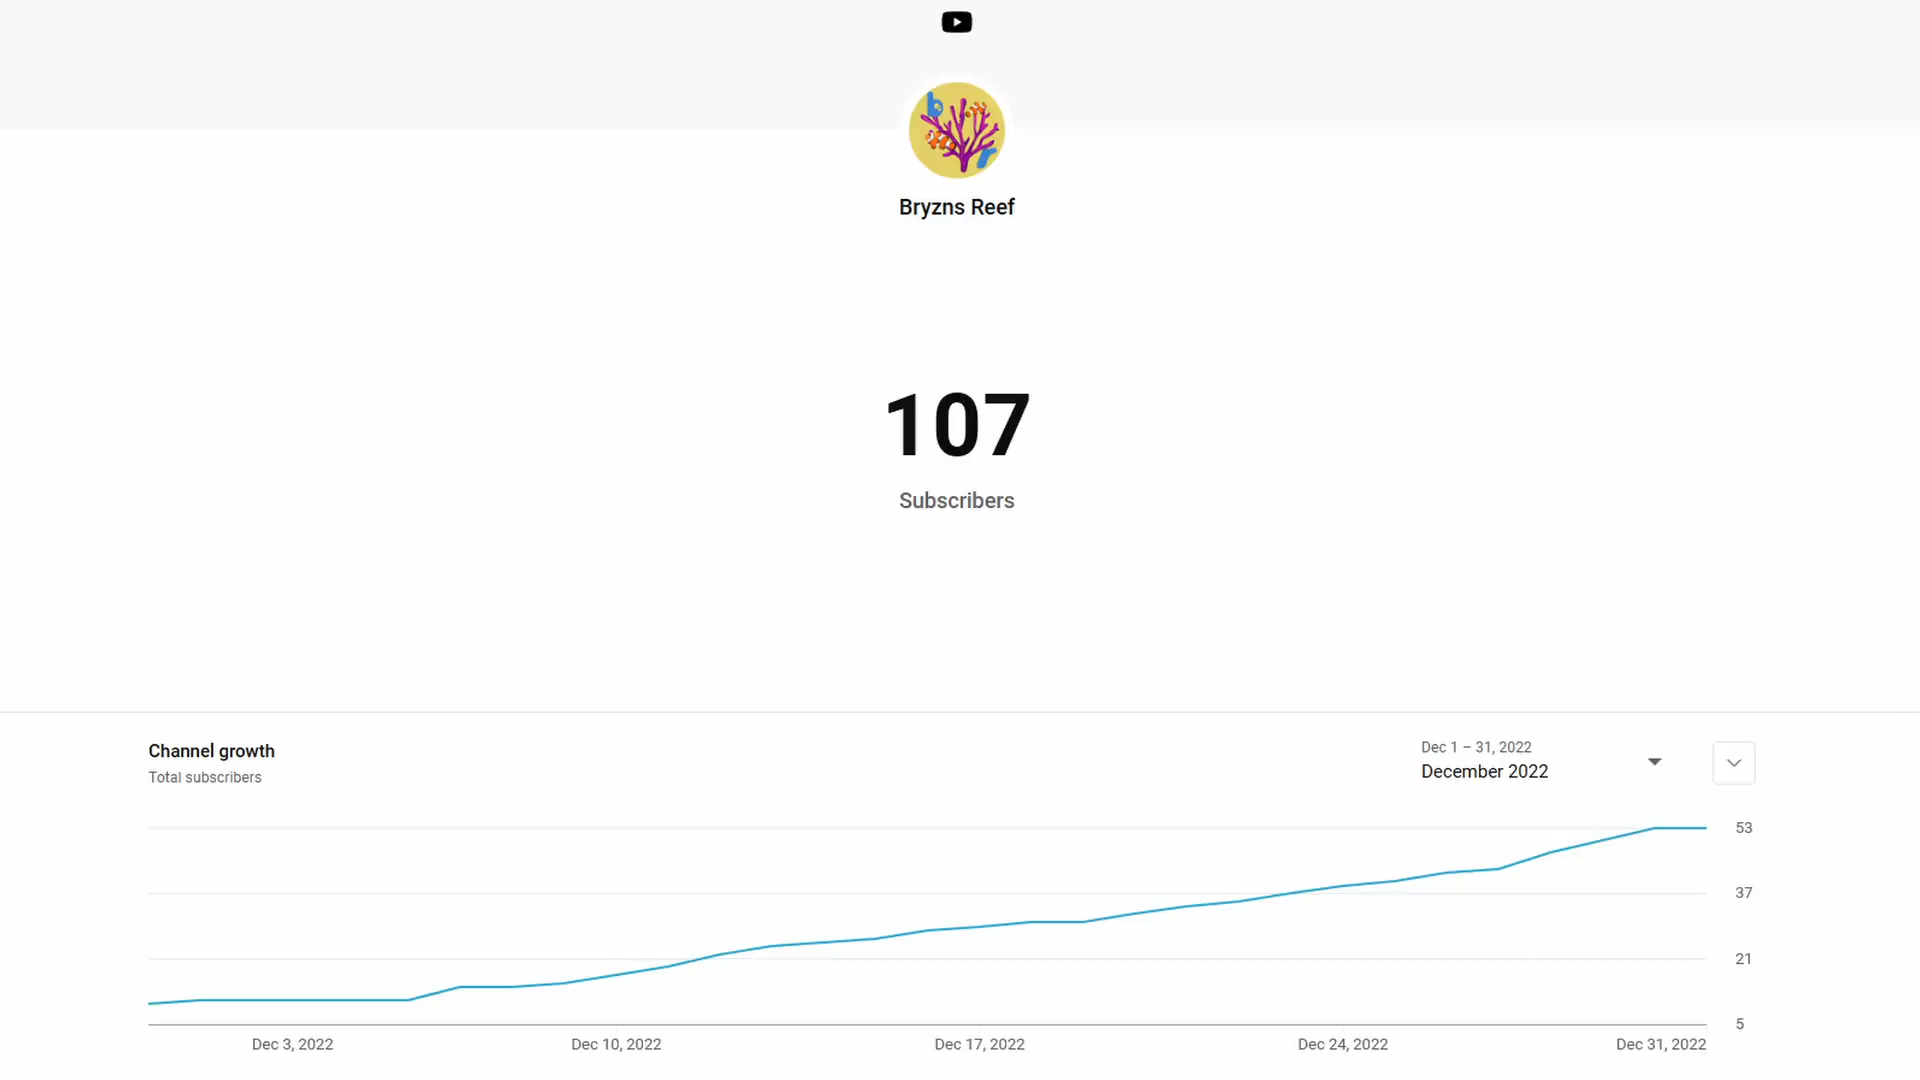 b
r
Bryzns Reef
107
Subscribers
Channel growth
Total subscribers
Dec 1 – 31, 2022
December 2022
53
37
21
5
Dec 3, 2022
Dec 10, 2022
Dec 17, 2022
Dec 24, 2022
Dec 31, 2022